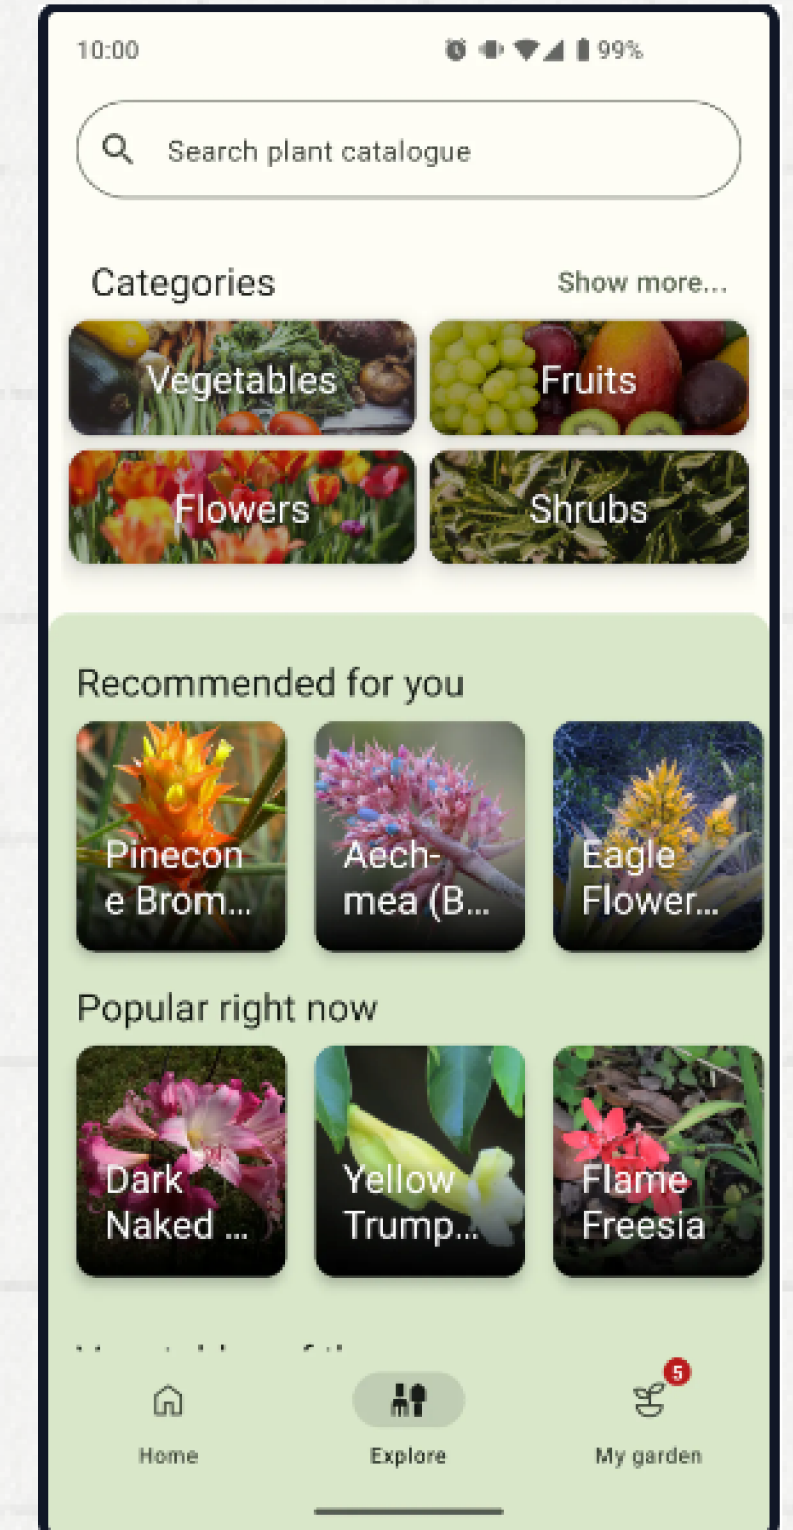 10:00 99%
Search plant catalogue
Categories Show more...
Vegetables Fruits
Flowers Shrubs
Recommended for you
Pinecon
e Brom...
Aech-
mea (B...
Eagle
Flower...
Popular right now
Dark
Naked ...
Yellow
Trump...
Flame
Freesia
5
Home Explore My garden